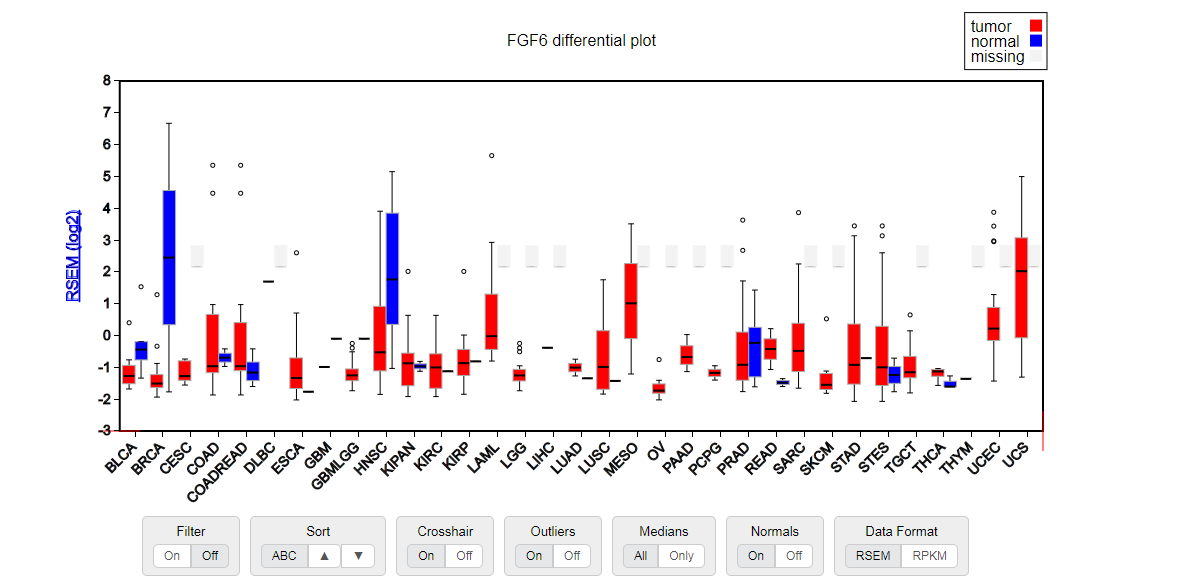 FGF6 differential plot
tumor
normal
missing
RSEM (log2)
8
7
6
5
4
3
2
1
0
-1
-2
-3
BLCA
BRCA
CESC
COAD
COADREAD
DLBC
ESCA
GBM
GBMLGG
HNSC
KIPAN
KIRC
KIRP
LAML
LGG
LIHC
LUAD
LUSC
MESO
OV
PAAD
PCPG
PRAD
READ
SARC
SKCM
STAD
STES
TGCT
THCA
THYM
UCEC
UCS
Filter Sort Crosshair Outliers Medians Normals Data Format
On Off ABC ▲ ▼ On Off On Off All Only On Off RSEM RPKM